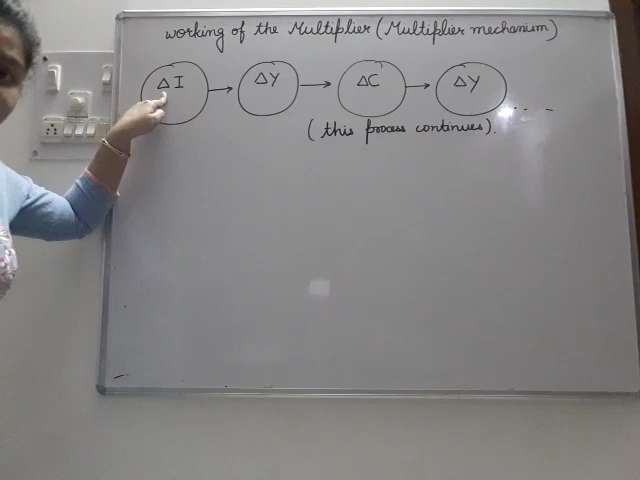 working of the Multiplier (Multiplier mechanism)
ΔI → ΔY → ΔC → ΔY ....
(this process continues).